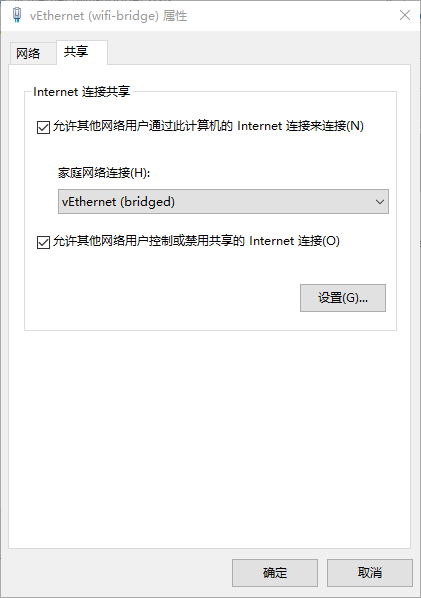 vEthernet (wifi-bridge) 属性
网络
共享
Internet 连接共享
允许其他网络用户通过此计算机的 Internet 连接来连接(N)
家庭网络连接(H):
vEthernet (bridged)
允许其他网络用户控制或禁用共享的 Internet 连接(O)
设置(G)...
确定
取消